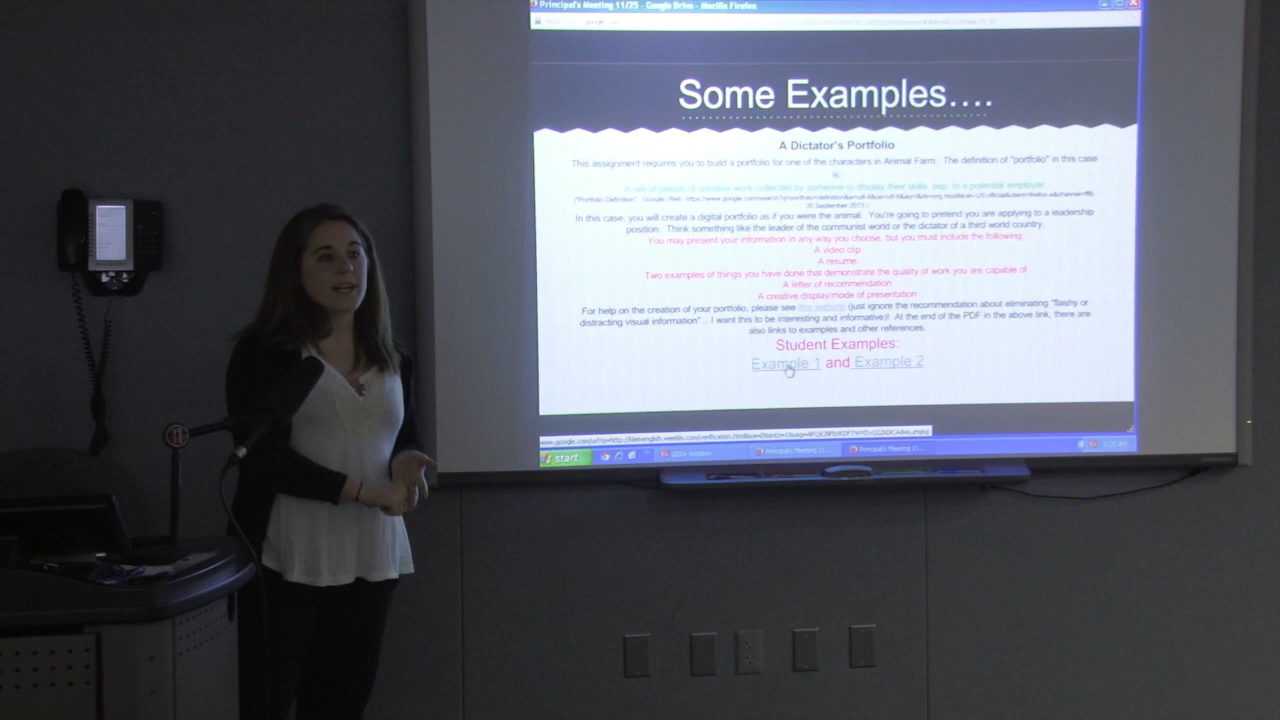 Principal's Meeting 11/25 - Google Drive - Mozilla Firefox
Some Examples....
A Dictator's Portfolio
This assignment requires you to build a portfolio for one of the characters in Animal Farm. The definition of "portfolio" in this case
is:
A set of pieces of creative work collected by someone to display their skills, esp. to a potential employer.
20 September 2013.)
In this case, you will create a digital portfolio as if you were the animal. You're going to pretend you are applying to a leadership
position. Think something like the leader of the communist world or the dictator of a third world country.
You may present your information in any way you choose, but you must include the following:
A video clip
A resume.
Two examples of things you have done that demonstrate the quality of work you are capable of
A letter of recommendation
A creative display/mode of presentation
For help on the creation of your portfolio, please see this website (just ignore the recommendation about eliminating "flashy or
distracting visual information"... I want this to be interesting and informative)! At the end of the PDF in the above link, there are
also links to examples and other references.
Student Examples:
Example 1 and Example 2
start
Principal's Meeting 11...
Principal's Meeting 11...